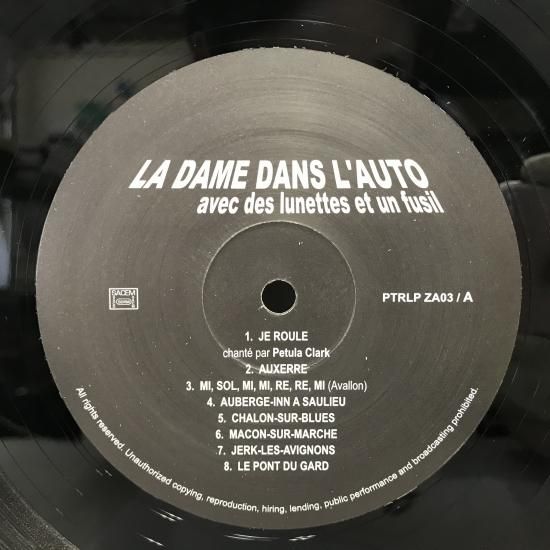 LA DAME DANS L'AUTO
avec des lunettes et un fusil
SACEM
PTRLP ZA03 / A
1. JE ROULE
chanté par Petula Clark
2. AUXERRE
3. MI, SOL, MI, MI, RE, RE, MI (Avallon)
4. AUBERGE-INN A SAULIEU
5. CHALON-SUR-BLUES
6. MACON-SUR-MARCHE
7. JERK-LES-AVIGNONS
8. LE PONT DU GARD
All rights reserved. Unauthorized copying, reproduction, hiring, lending, public performance and broadcasting prohibited.